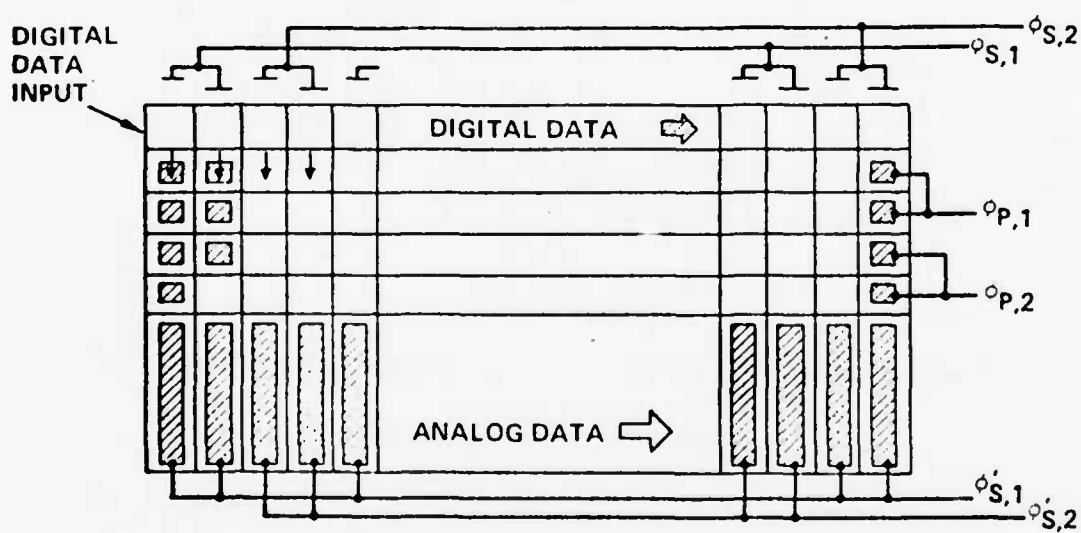 DIGITAL
DATA
INPUT
φS,2
φS,1
DIGITAL DATA
φP,1
φP,2
ANALOG DATA
φ'S,1
φ'S,2